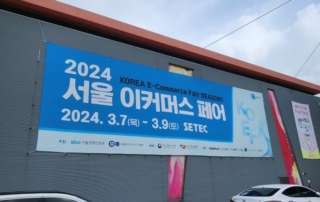 2024
KOREA E-Commerce Fair SEASON1
서울 이커머스 페어
2024. 3.7(목) - 3.9(토) SETEC